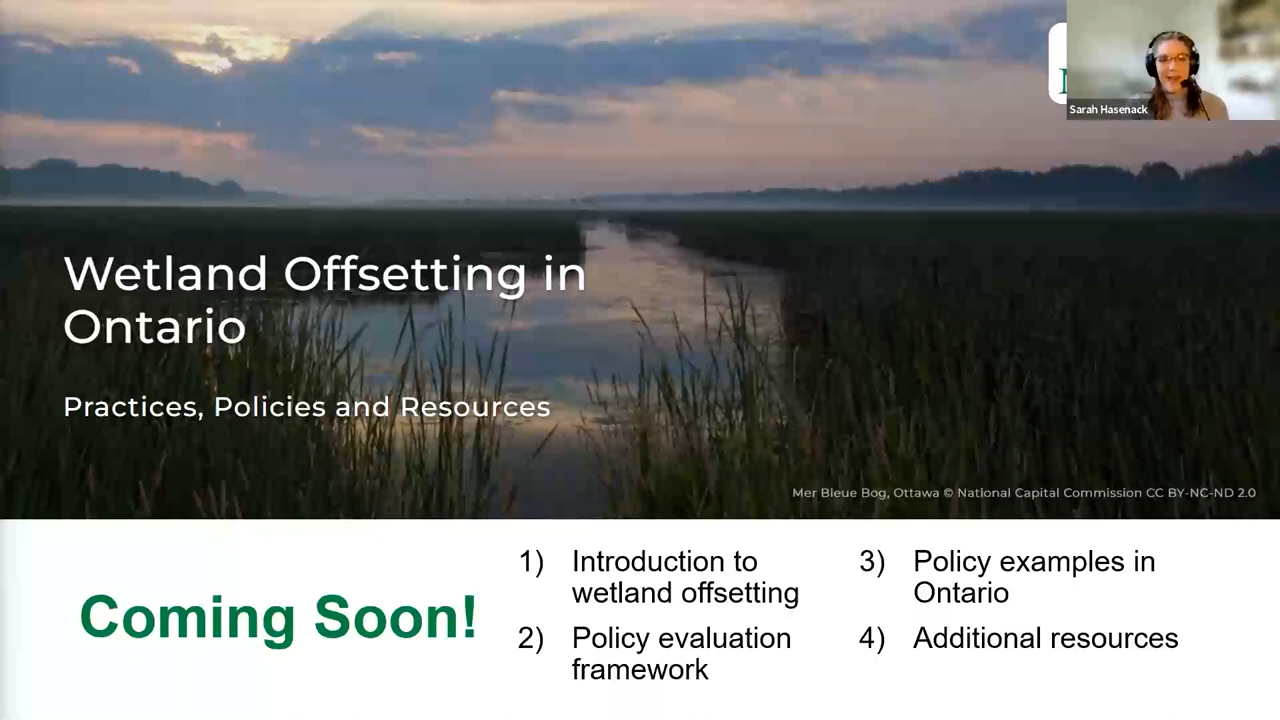 Sarah Hasenack
Wetland Offsetting in
Ontario
Practices, Policies and Resources
Mer Bleue Bog, Ottawa © National Capital Commission CC BY-NC-ND 2.0
Coming Soon!
1) Introduction to
wetland offsetting
2) Policy evaluation
framework
3) Policy examples in
Ontario
4) Additional resources